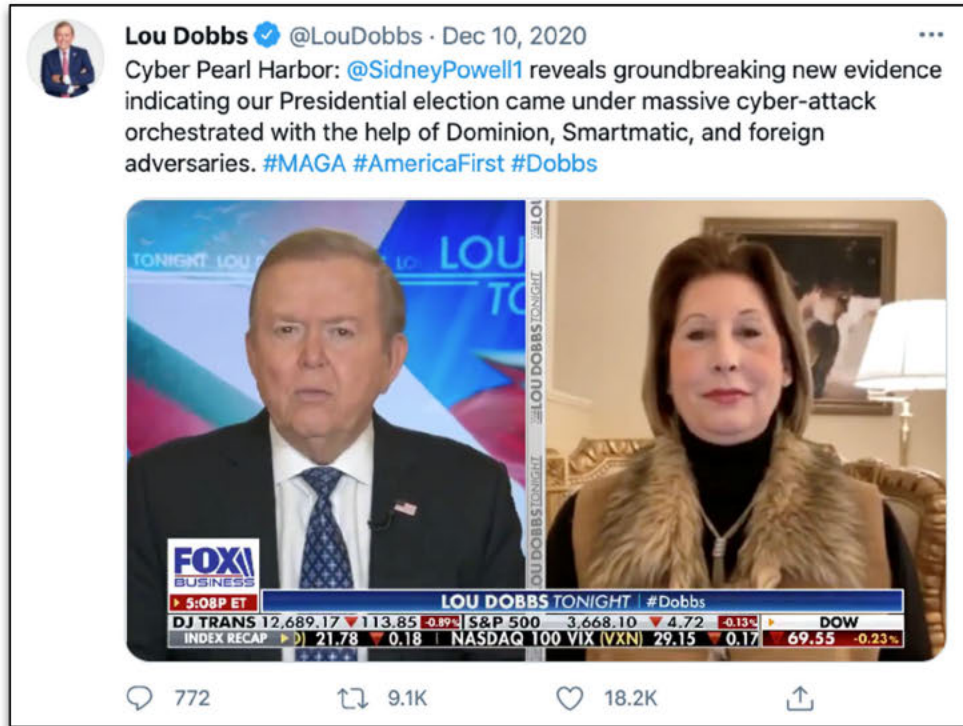 Lou Dobbs @LouDobbs · Dec 10, 2020
Cyber Pearl Harbor: @SidneyPowell1 reveals groundbreaking new evidence
indicating our Presidential election came under massive cyber-attack
orchestrated with the help of Dominion, Smartmatic, and foreign
adversaries. #MAGA #AmericaFirst #Dobbs
TONIGHT LOU
LO
LOU
TO
LOU
LOU DOBBS TONIGHT
LOU DOBBS TONIGHT
FOX
BUSINESS
5:08P ET
LOU DOBBS TONIGHT | #Dobbs
DJ TRANS 12,689.17 ▼ 113.85 -0.89% S&P 500 3,668.10 ▼ 4.72 -0.13% DOW
INDEX RECAP ) 21.78 ▼ 0.18 NASDAQ 100 VIX (VXN) 29.15 ▼ 0.17 69.55 -0.23%
772 9.1K 18.2K